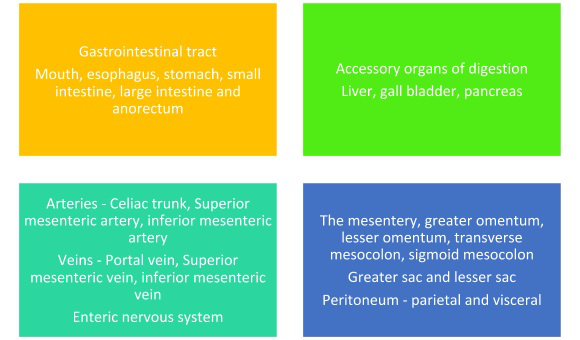 Gastrointestinal tract
Mouth, esophagus, stomach, small
intestine, large intestine and
anorectum
Accessory organs of digestion
Liver, gall bladder, pancreas
Arteries - Celiac trunk, Superior
mesenteric artery, inferior mesenteric
artery
Veins - Portal vein, Superior
mesenteric vein, inferior mesenteric
vein
Enteric nervous system
The mesentery, greater omentum,
lesser omentum, transverse
mesocolon, sigmoid mesocolon
Greater sac and lesser sac
Peritoneum - parietal and visceral